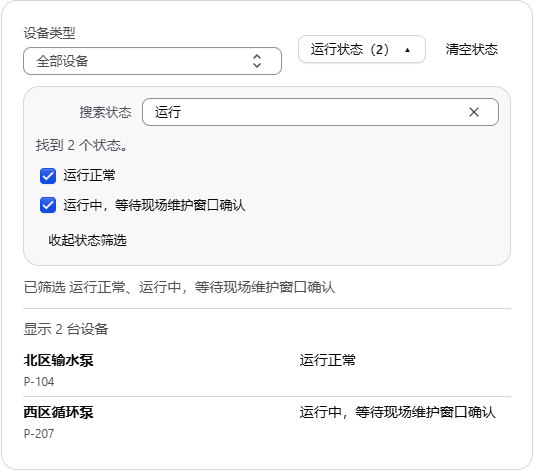 设备类型
全部设备
运行状态（2） ▲
清空状态
搜索状态
运行
找到 2 个状态。
运行正常
运行中，等待现场维护窗口确认
收起状态筛选
已筛选 运行正常、运行中，等待现场维护窗口确认
显示 2 台设备
北区输水泵
运行正常
P-104
西区循环泵
运行中，等待现场维护窗口确认
P-207